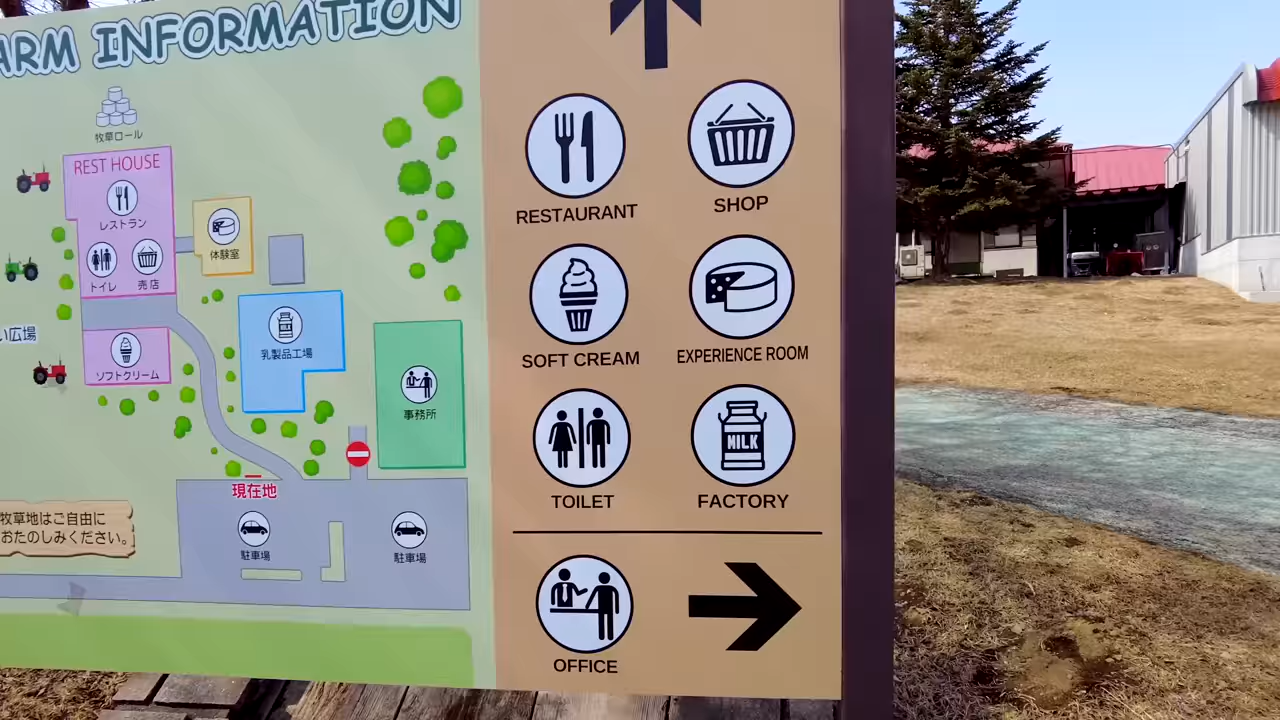 ARM INFORMATION
牧草ロール
REST HOUSE
レストラン
トイレ
売店
体験室
い広場
ソフトクリーム
乳製品工場
事務所
現在地
牧草地はご自由に
おたのしみください。
駐車場
駐車場
RESTAURANT
SHOP
SOFT CREAM
EXPERIENCE ROOM
TOILET
MILK
FACTORY
OFFICE